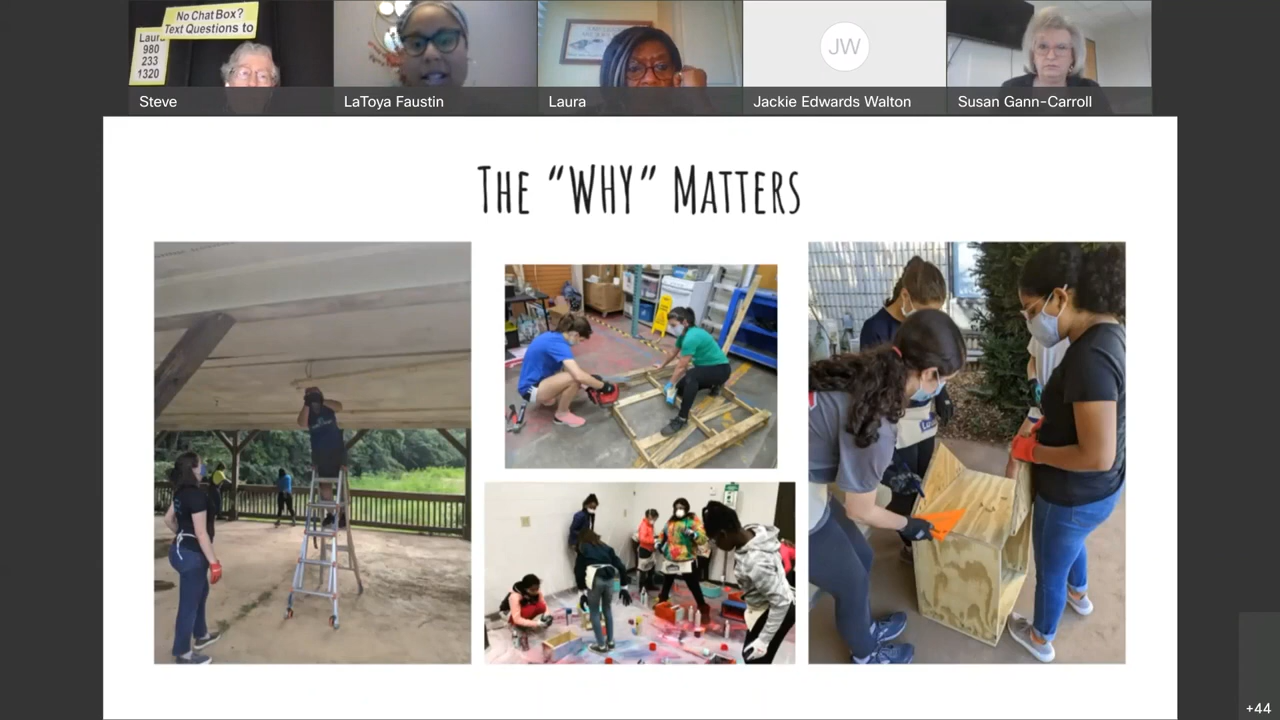 No Chat Box?
Text Questions to
Laura
980
233
1320
Steve
LaToya Faustin
Laura
JW
Jackie Edwards Walton
Susan Gann-Carroll
The "WHY" Matters
+44